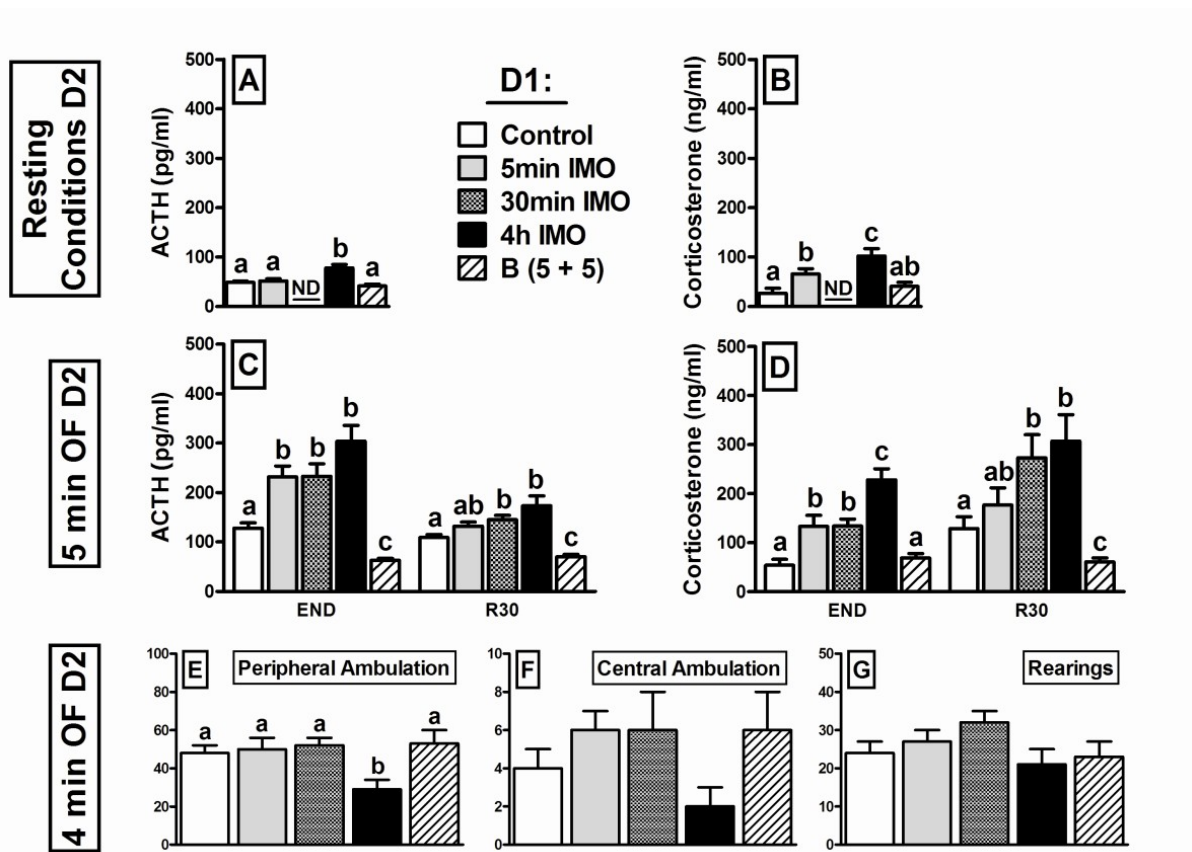 Resting
Conditions D2
A
ACTH (pg/ml)
500
400
300
200
100
0
a a ND b a
D1:
Control
5min IMO
30min IMO
4h IMO
B (5 + 5)
B
Corticosterone (ng/ml)
500
400
300
200
100
0
a b ND c ab
5 min OF D2
C
ACTH (pg/ml)
500
400
300
200
100
0
a b b b c
a ab b b c
END R30
D
Corticosterone (ng/ml)
500
400
300
200
100
0
a b b c a
a ab b b c
END R30
4 min OF D2
E
Peripheral Ambulation
100
80
60
40
20
0
a a a b a
F
Central Ambulation
10
8
6
4
2
0
G
Rearings
50
40
30
20
10
0